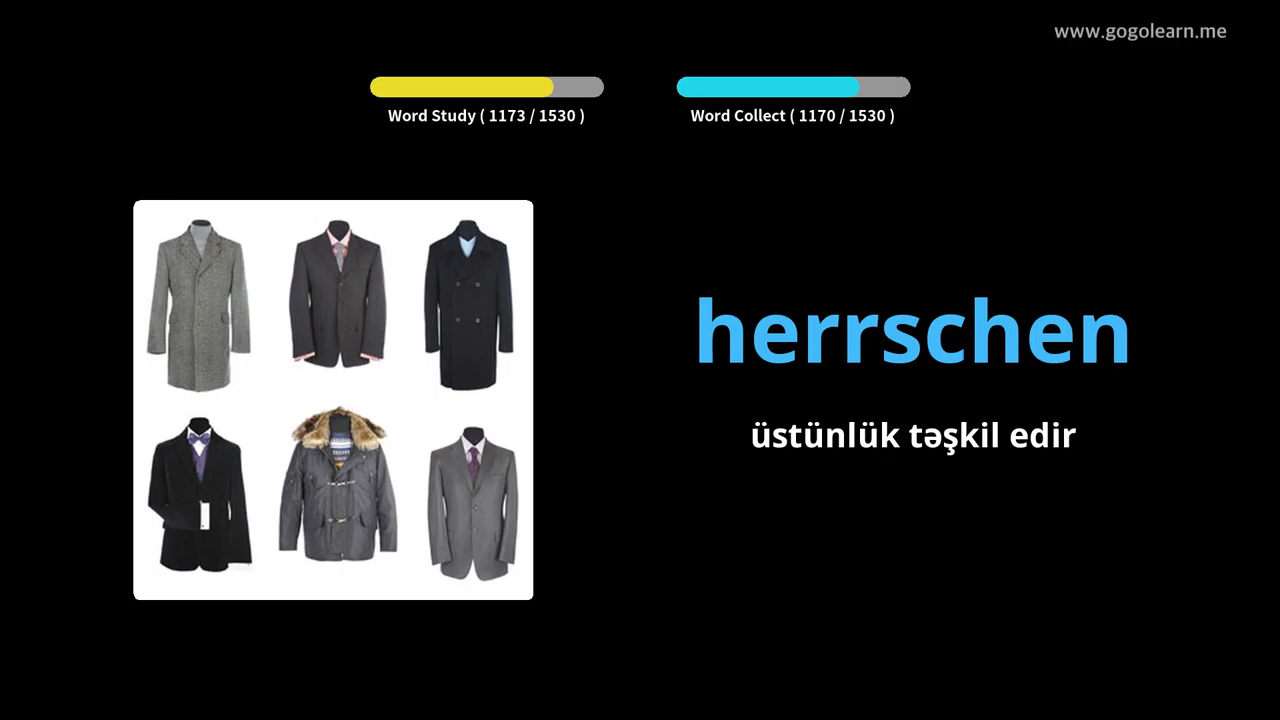 www.gogolearn.me
Word Study ( 1173 / 1530 )
Word Collect ( 1170 / 1530 )
herrschen
üstünlük təşkil edir